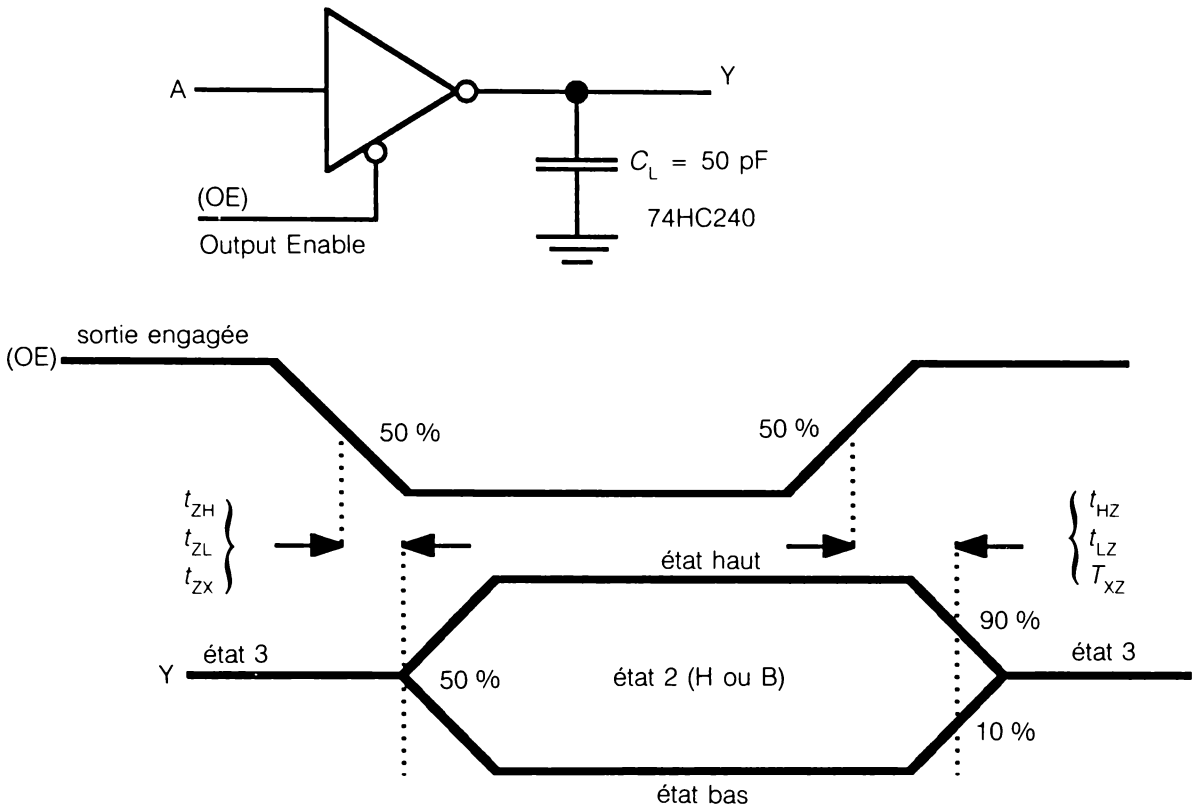 A
Y
C_L = 50 pF
(OE)
74HC240
Output Enable
sortie engagée
(OE)
50 %
50 %
t_ZH
t_ZL
t_ZX
t_HZ
t_LZ
T_XZ
état haut
90 %
état 3
état 3
Y
50 %
état 2 (H ou B)
10 %
état bas